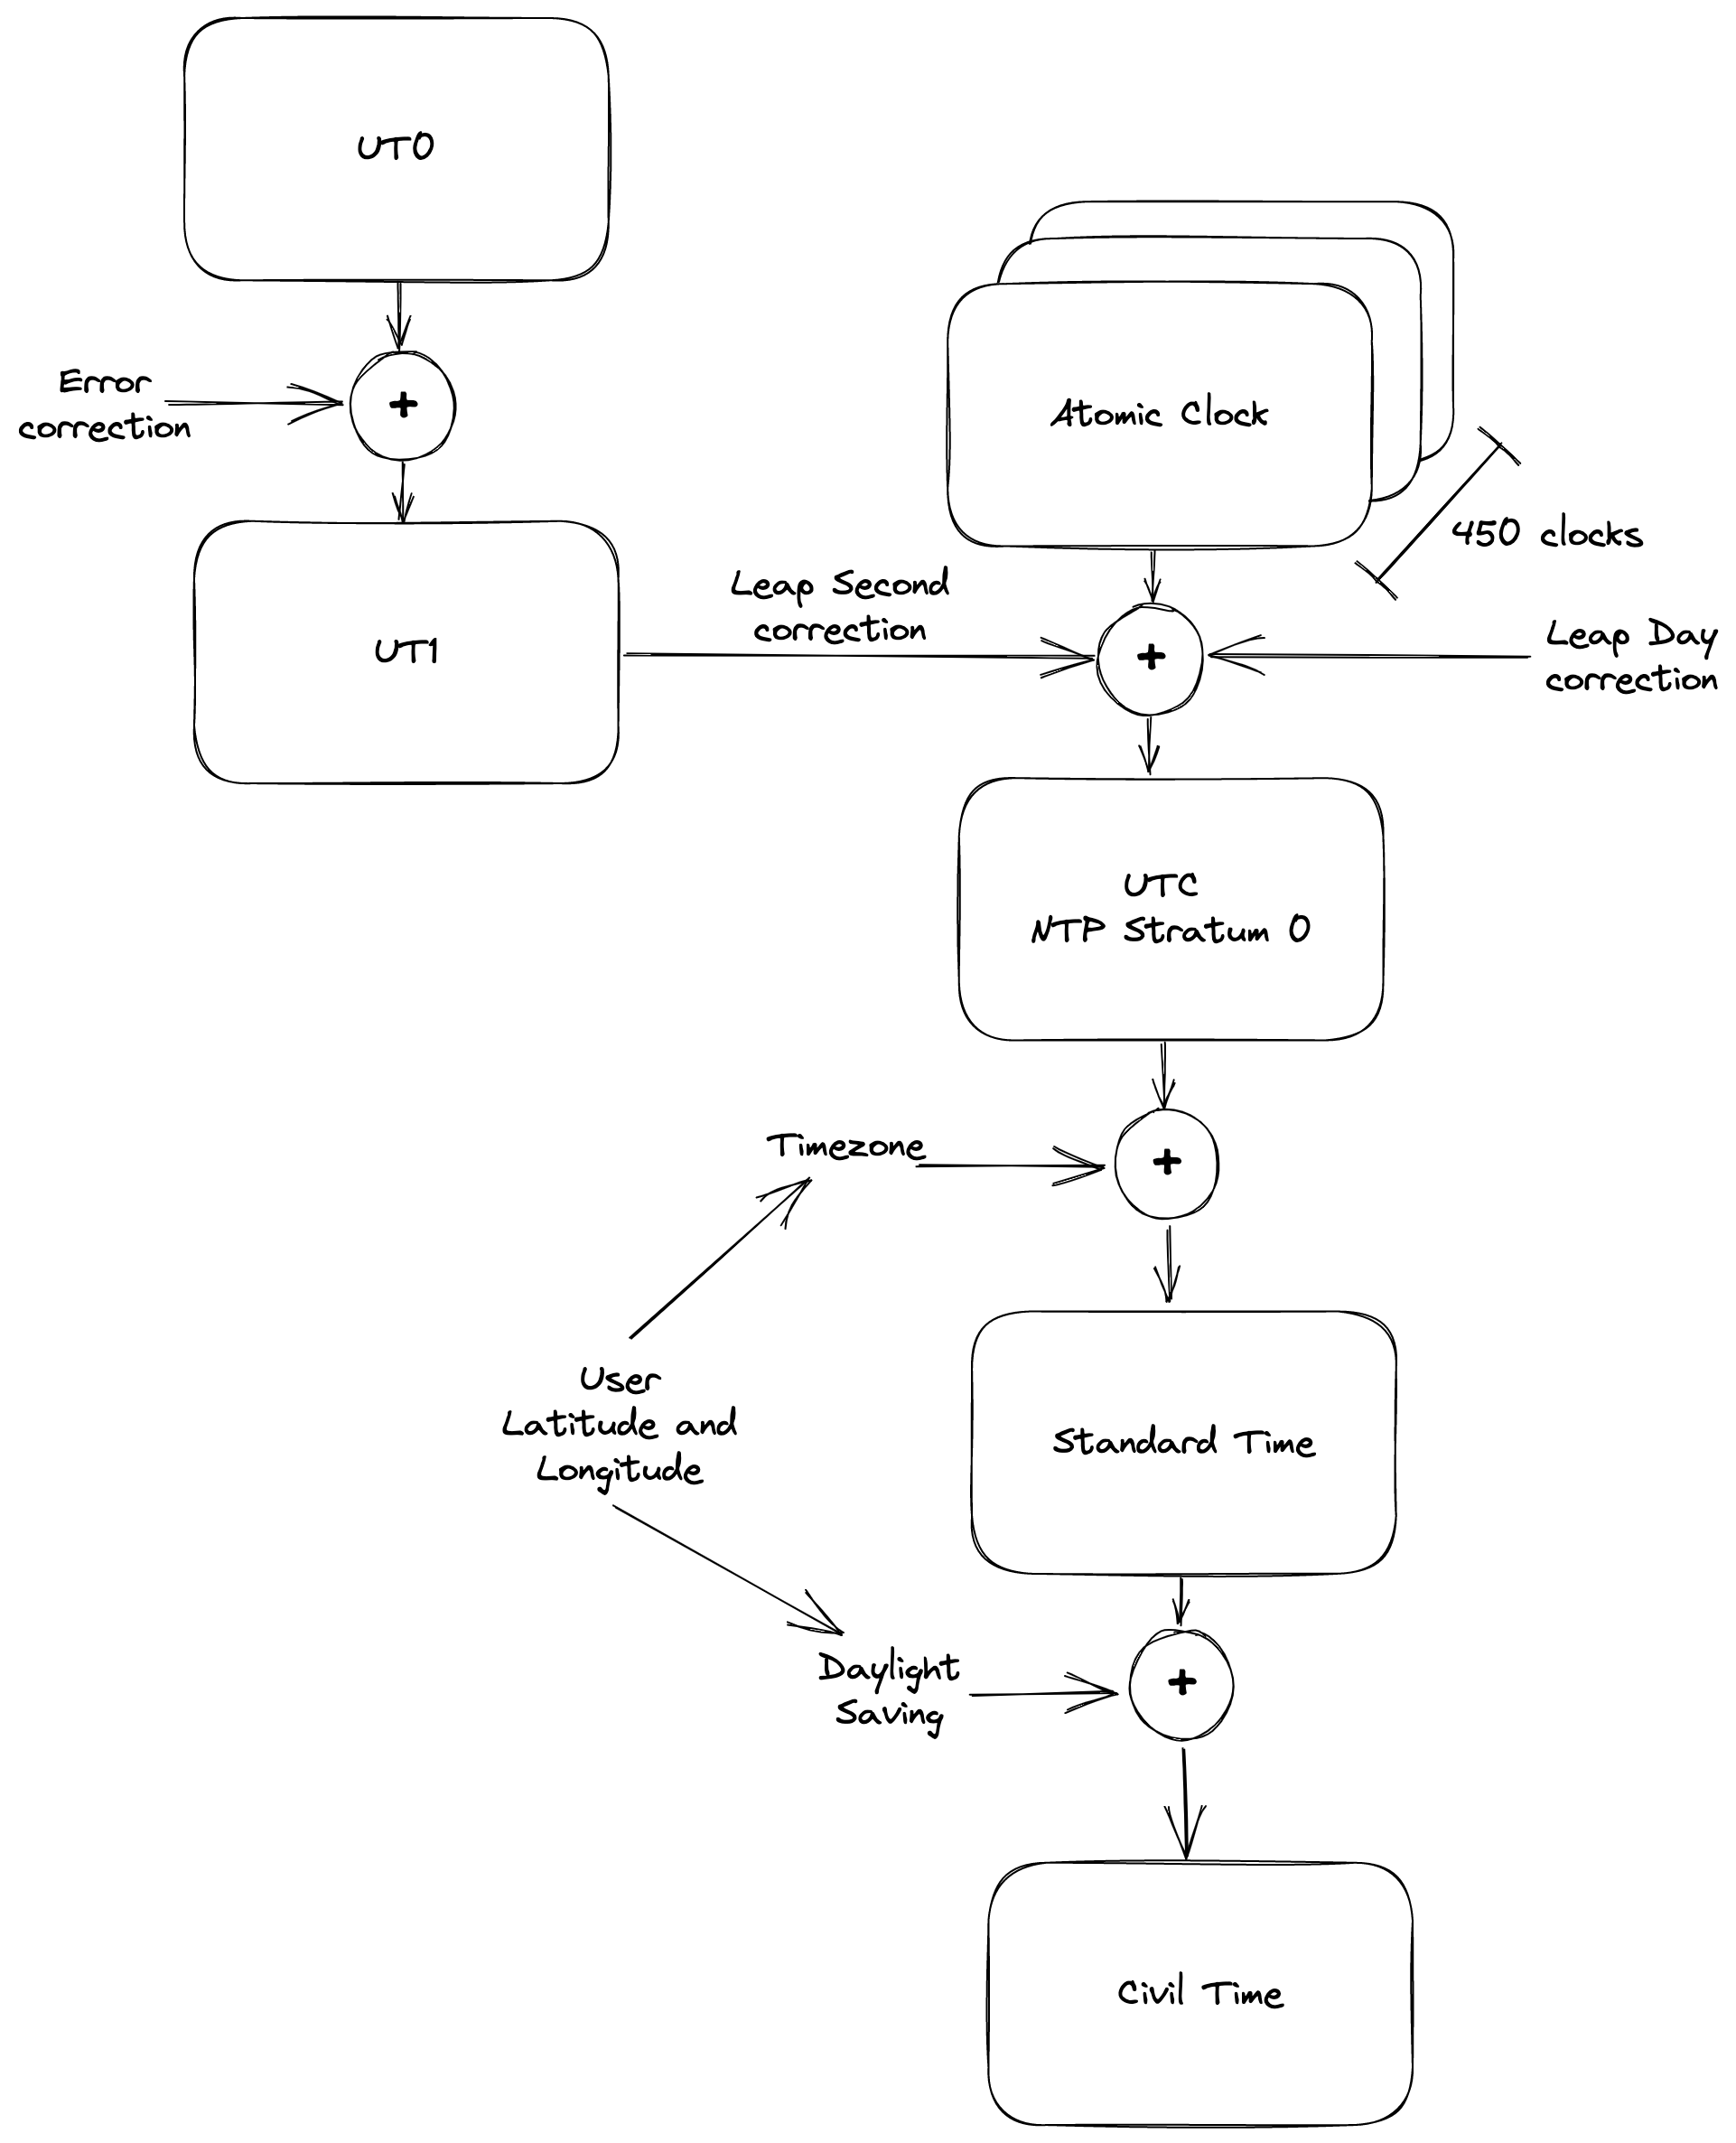 UT0
Error
correction
+
Atomic Clock
450 clocks
UT1
Leap Second
correction
+
Leap Day
correction
UTC
NTP Stratum 0
Timezone
+
User
Latitude and
Longitude
Standard Time
Daylight
Saving
+
Civil Time